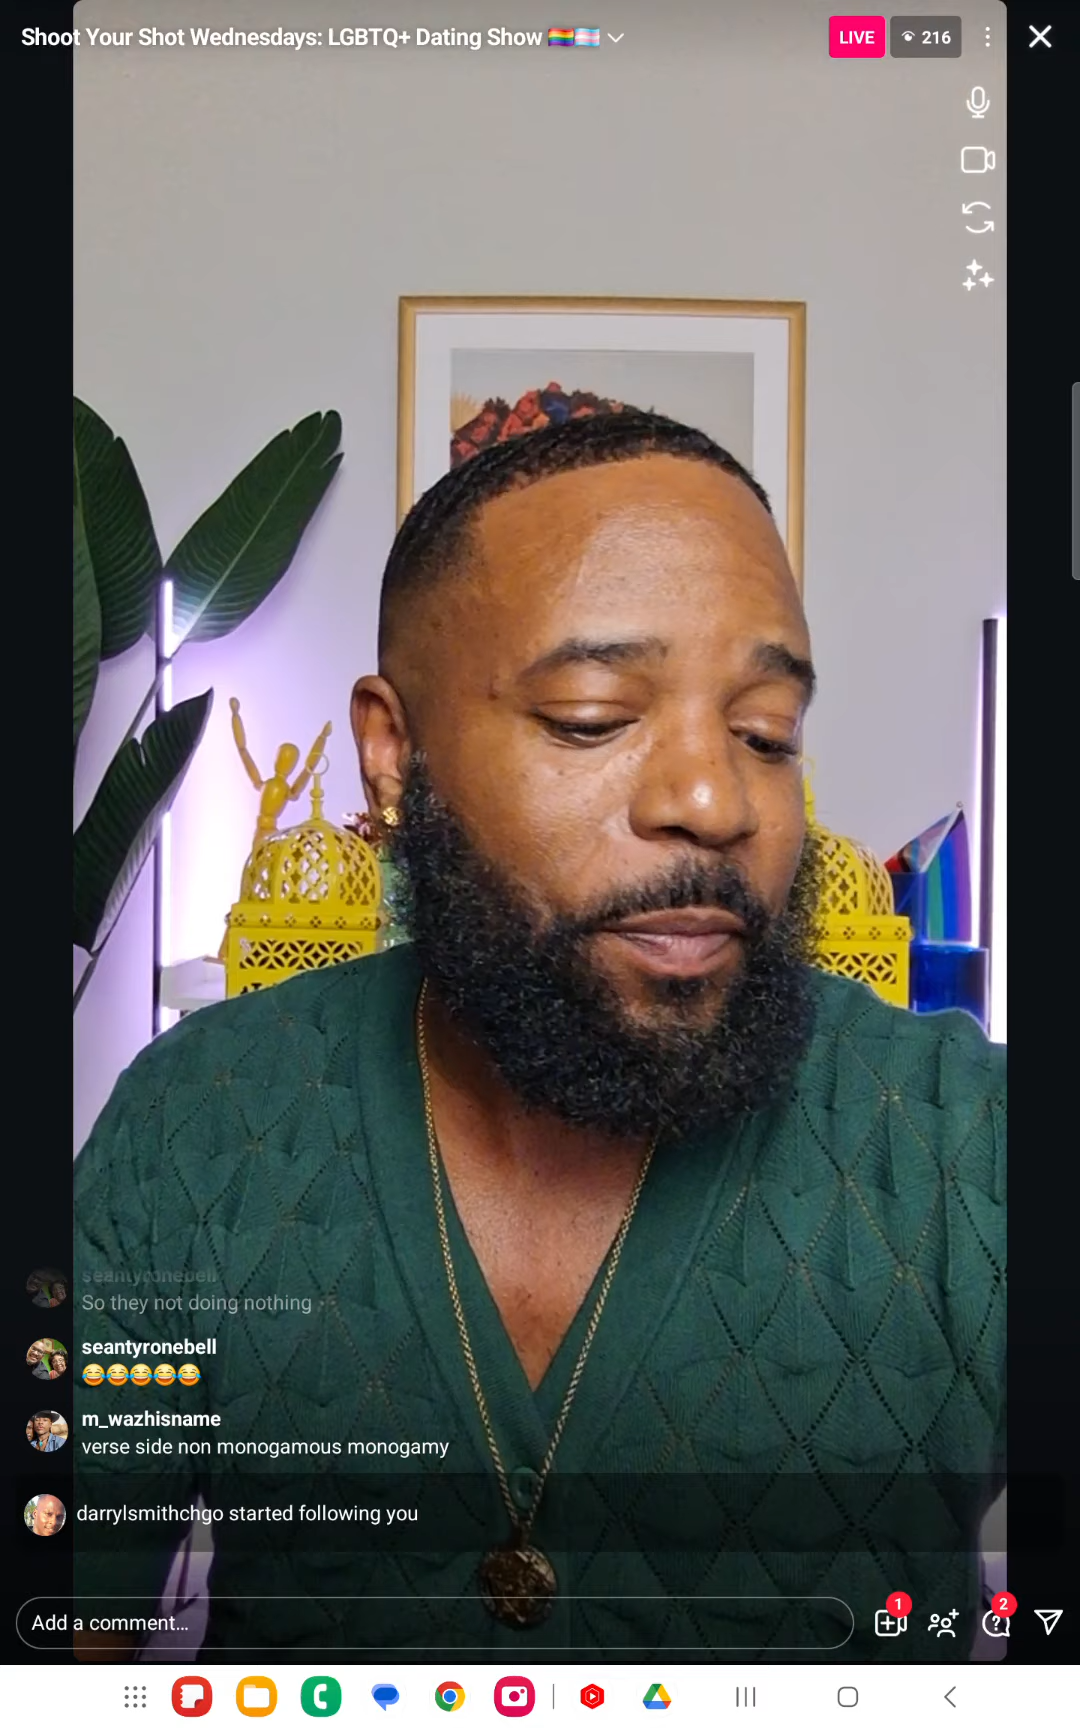 Shoot Your Shot Wednesdays: LGBTQ+ Dating Show 🏳️‍🌈🏳️‍⚧️
LIVE
216
seantyronebell
So they not doing nothing
seantyronebell
😂😂😂😂😂
m_wazhisname
verse side non monogamous monogamy
darrylsmithchgo started following you
Add a comment...
1
2